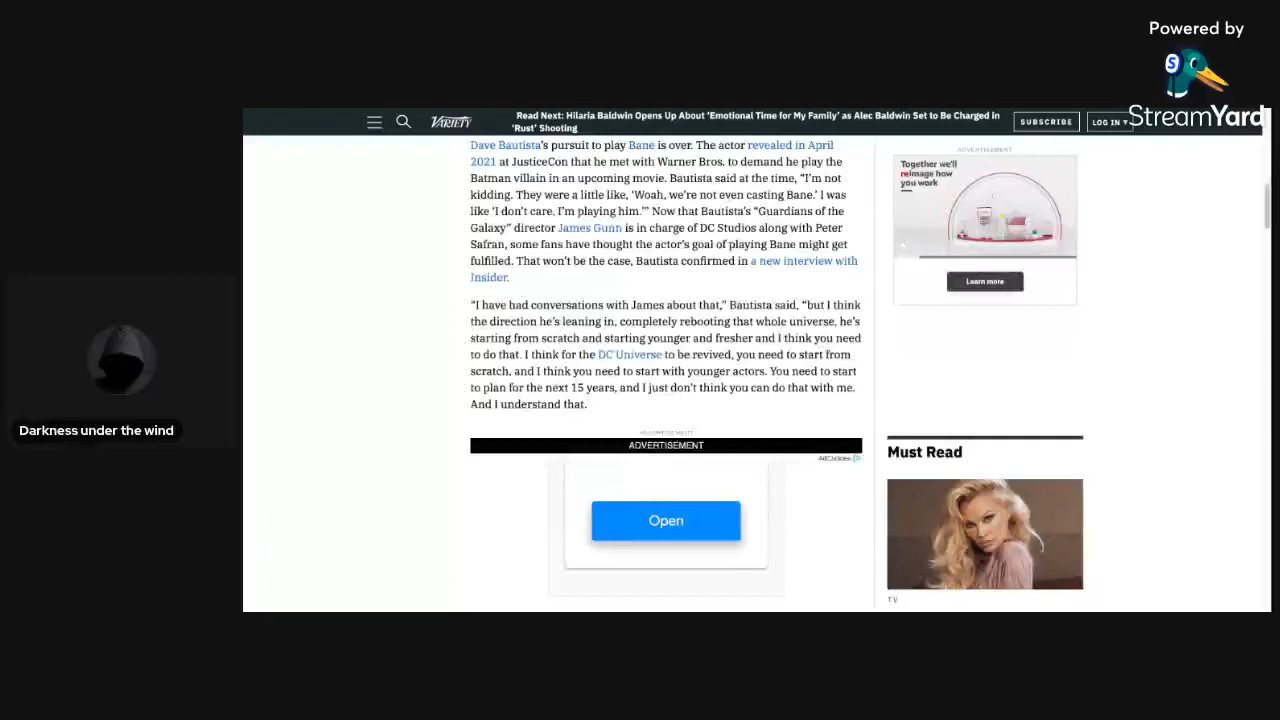 Powered by
StreamYard
VARIETY
Read Next: Hilaria Baldwin Opens Up About ‘Emotional Time for My Family’ as Alec Baldwin Set to Be Charged in
‘Rust’ Shooting
SUBSCRIBE
LOG IN
Dave Bautista’s pursuit to play Bane is over. The actor revealed in April
2021 at JusticeCon that he met with Warner Bros. to demand he play the
Batman villain in an upcoming movie. Bautista said at the time, “I’m not
kidding. They were a little like, ‘Woah, we’re not even casting Bane.’ I was
like ‘I don’t care, I’m playing him.’” Now that Bautista’s “Guardians of the
Galaxy” director James Gunn is in charge of DC Studios along with Peter
Safran, some fans have thought the actor’s goal of playing Bane might get
fulfilled. That won’t be the case, Bautista confirmed in a new interview with
Insider.
“I have had conversations with James about that,” Bautista said, “but I think
the direction he’s leaning in, completely rebooting that whole universe, he’s
starting from scratch and starting younger and fresher and I think you need
to do that. I think for the DC Universe to be revived, you need to start from
scratch, and I think you need to start with younger actors. You need to start
to plan for the next 15 years, and I just don’t think you can do that with me.
And I understand that.
ADVERTISEMENT
AdChoices
Open
ADVERTISEMENT
Together we’ll
reimage how
you work
Learn more
Must Read
TV
Darkness under the wind